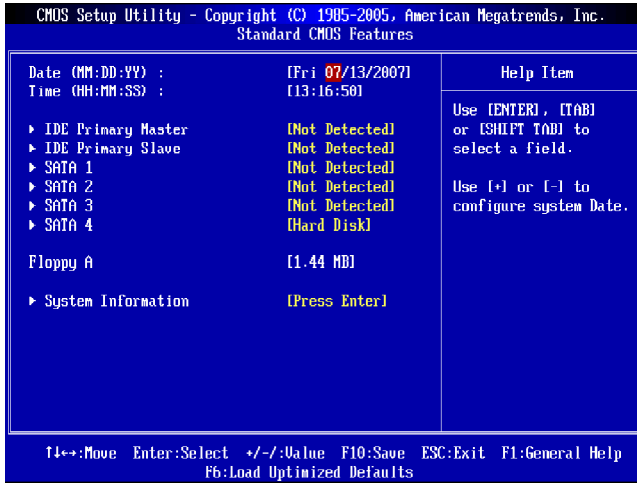 CMOS Setup Utility - Copyright (C) 1985-2005, American Megatrends, Inc.
Standard CMOS Features
Date (MM:DD:YY) : [Fri 07/13/2007]
Time (HH:MM:SS) : [13:16:50]
▸ IDE Primary Master [Not Detected]
▸ IDE Primary Slave [Not Detected]
▸ SATA 1 [Not Detected]
▸ SATA 2 [Not Detected]
▸ SATA 3 [Not Detected]
▸ SATA 4 [Hard Disk]
Floppy A [1.44 MB]
▸ System Information [Press Enter]
Help Item
Use [ENTER], [TAB]
or [SHIFT TAB] to
select a field.
Use [+] or [-] to
configure system Date.
↑↓↔:Move Enter:Select +/-/:Value F10:Save ESC:Exit F1:General Help
F6:Load Optimized Defaults